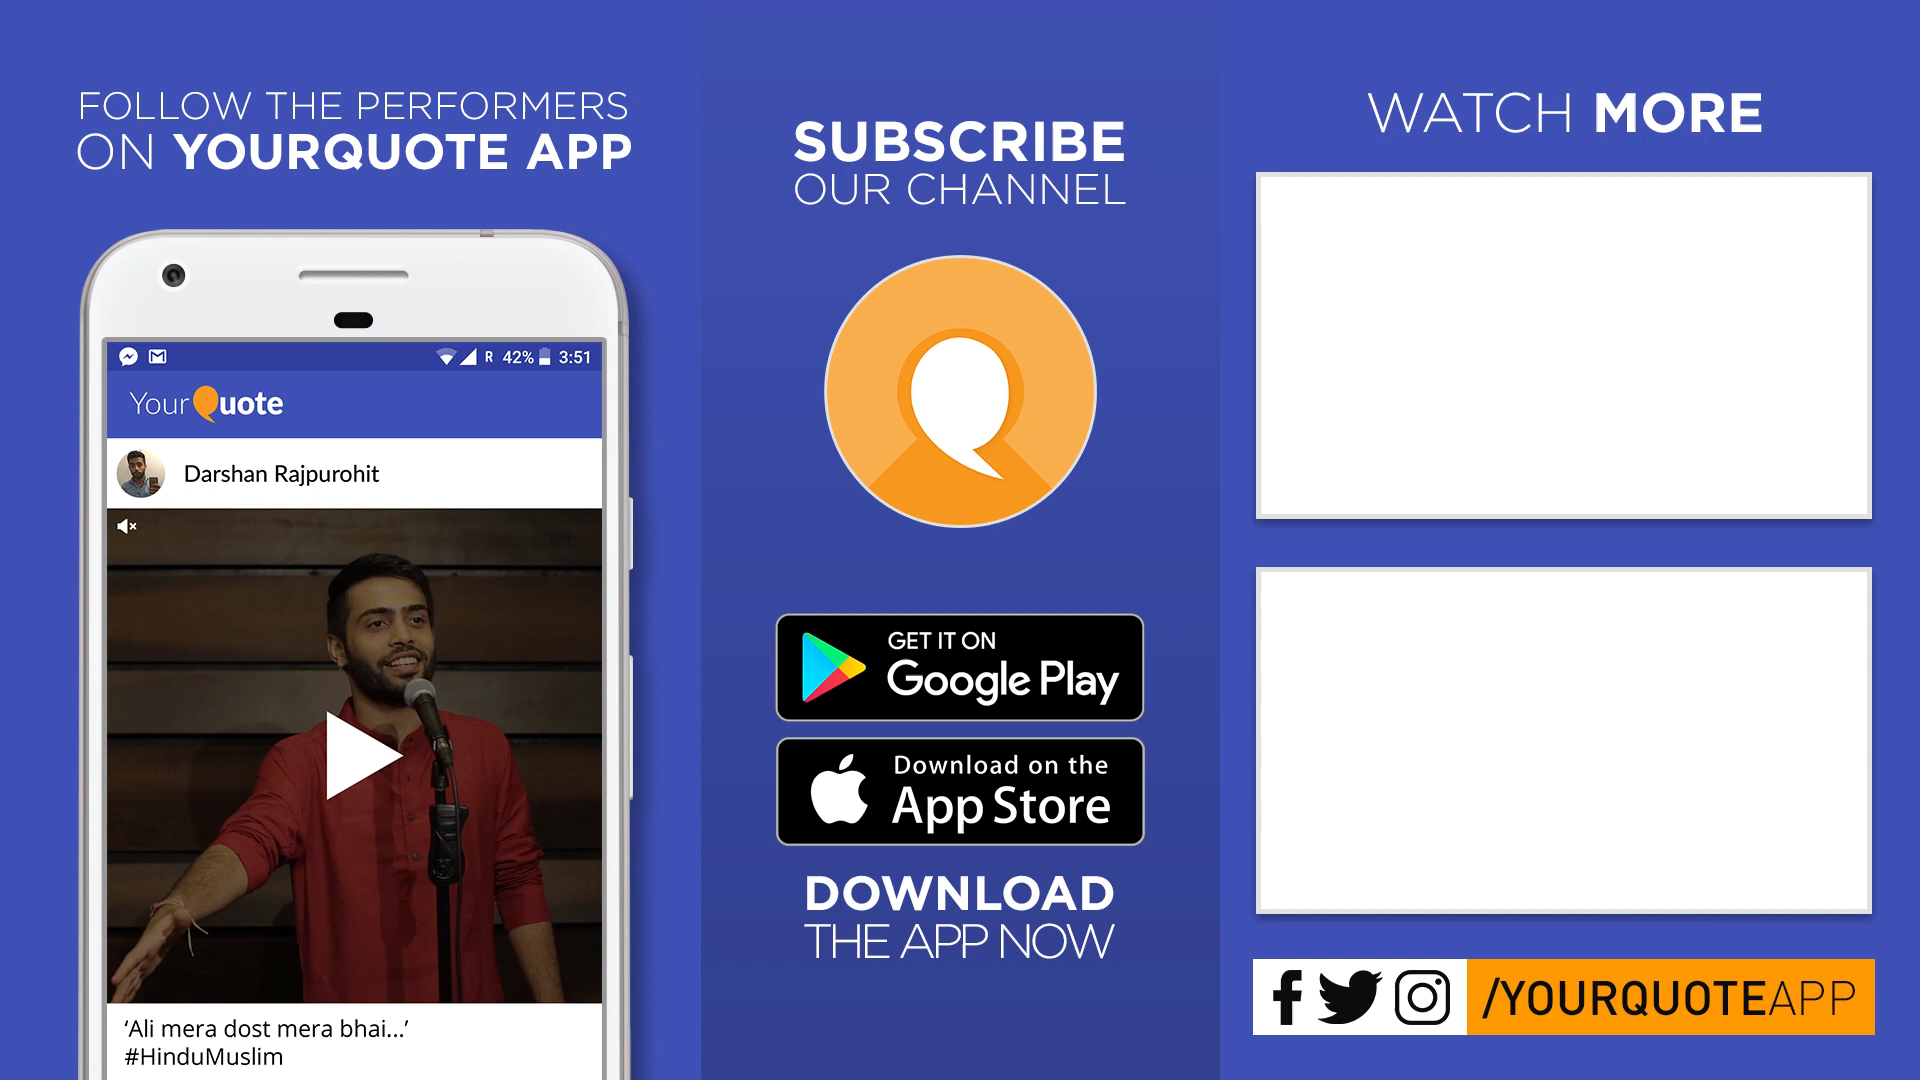 FOLLOW THE PERFORMERS
ON YOURQUOTE APP
R 42% 3:51
YourQuote
Darshan Rajpurohit
‘Ali mera dost mera bhai...’
#HinduMuslim
SUBSCRIBE
OUR CHANNEL
GET IT ON
Google Play
Download on the
App Store
DOWNLOAD
THE APP NOW
WATCH MORE
/YOURQUOTEAPP